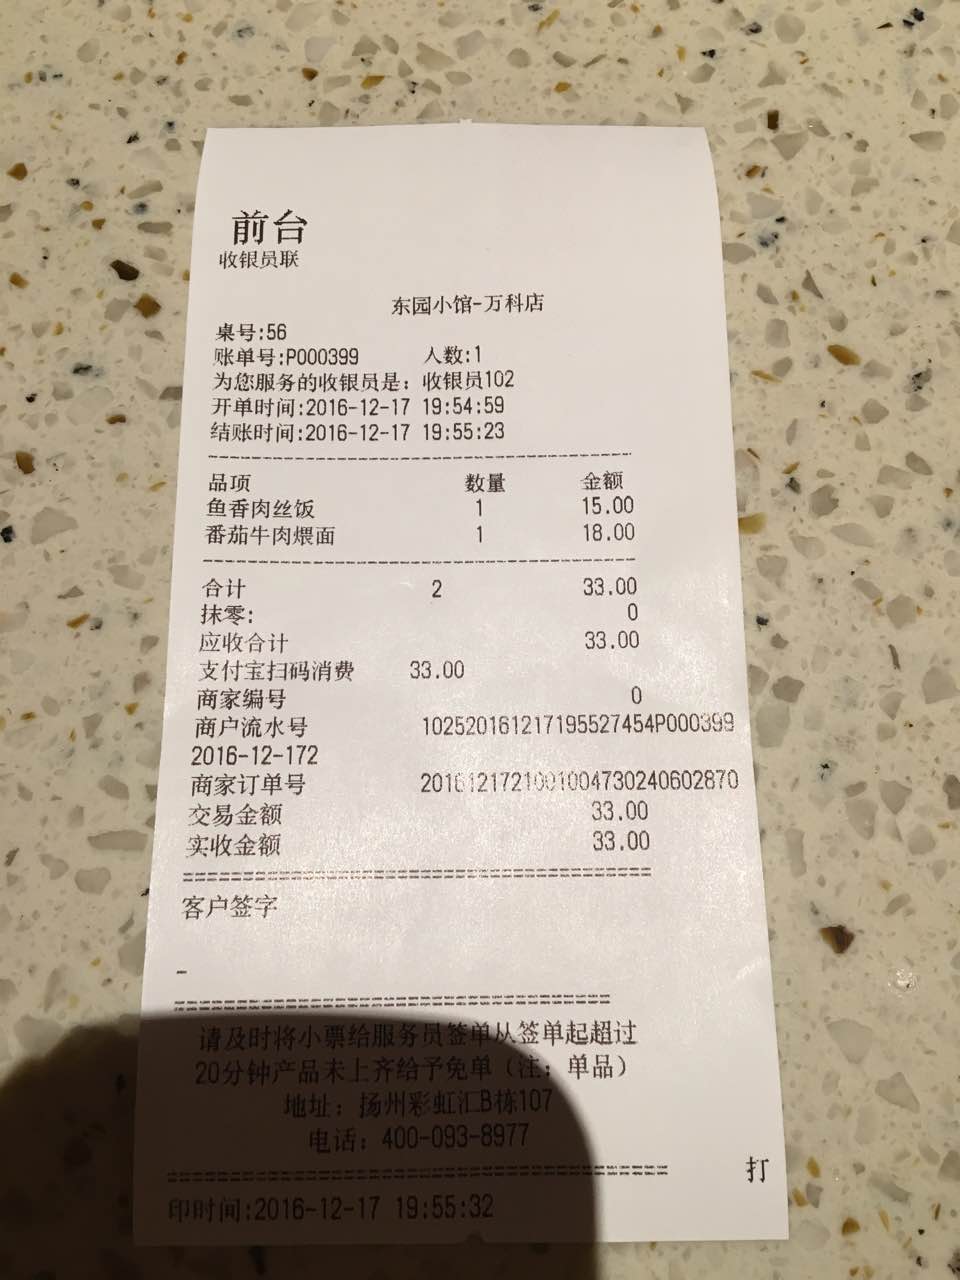 前台
收银员联
东园小馆-万科店
桌号:56
账单号:P000399 人数:1
为您服务的收银员是: 收银员102
开单时间:2016-12-17 19:54:59
结账时间:2016-12-17 19:55:23
品项 数量 金额
鱼香肉丝饭 1 15.00
番茄牛肉煨面 1 18.00
合计 2 33.00
抹零: 0
应收合计 33.00
支付宝扫码消费 33.00
商家编号 0
商户流水号 10252016121719552​7454P000399
2016-12-172
商家订单号 2016121721001004730240602870
交易金额 33.00
实收金额 33.00
客户签字
-
请及时将小票给服务员签单从签单起超过
20分钟产品未上齐给予免单(注: 单品)
地址: 扬州彩虹汇B栋107
电话: 400-093-8977
打
印时间:2016-12-17 19:55:32